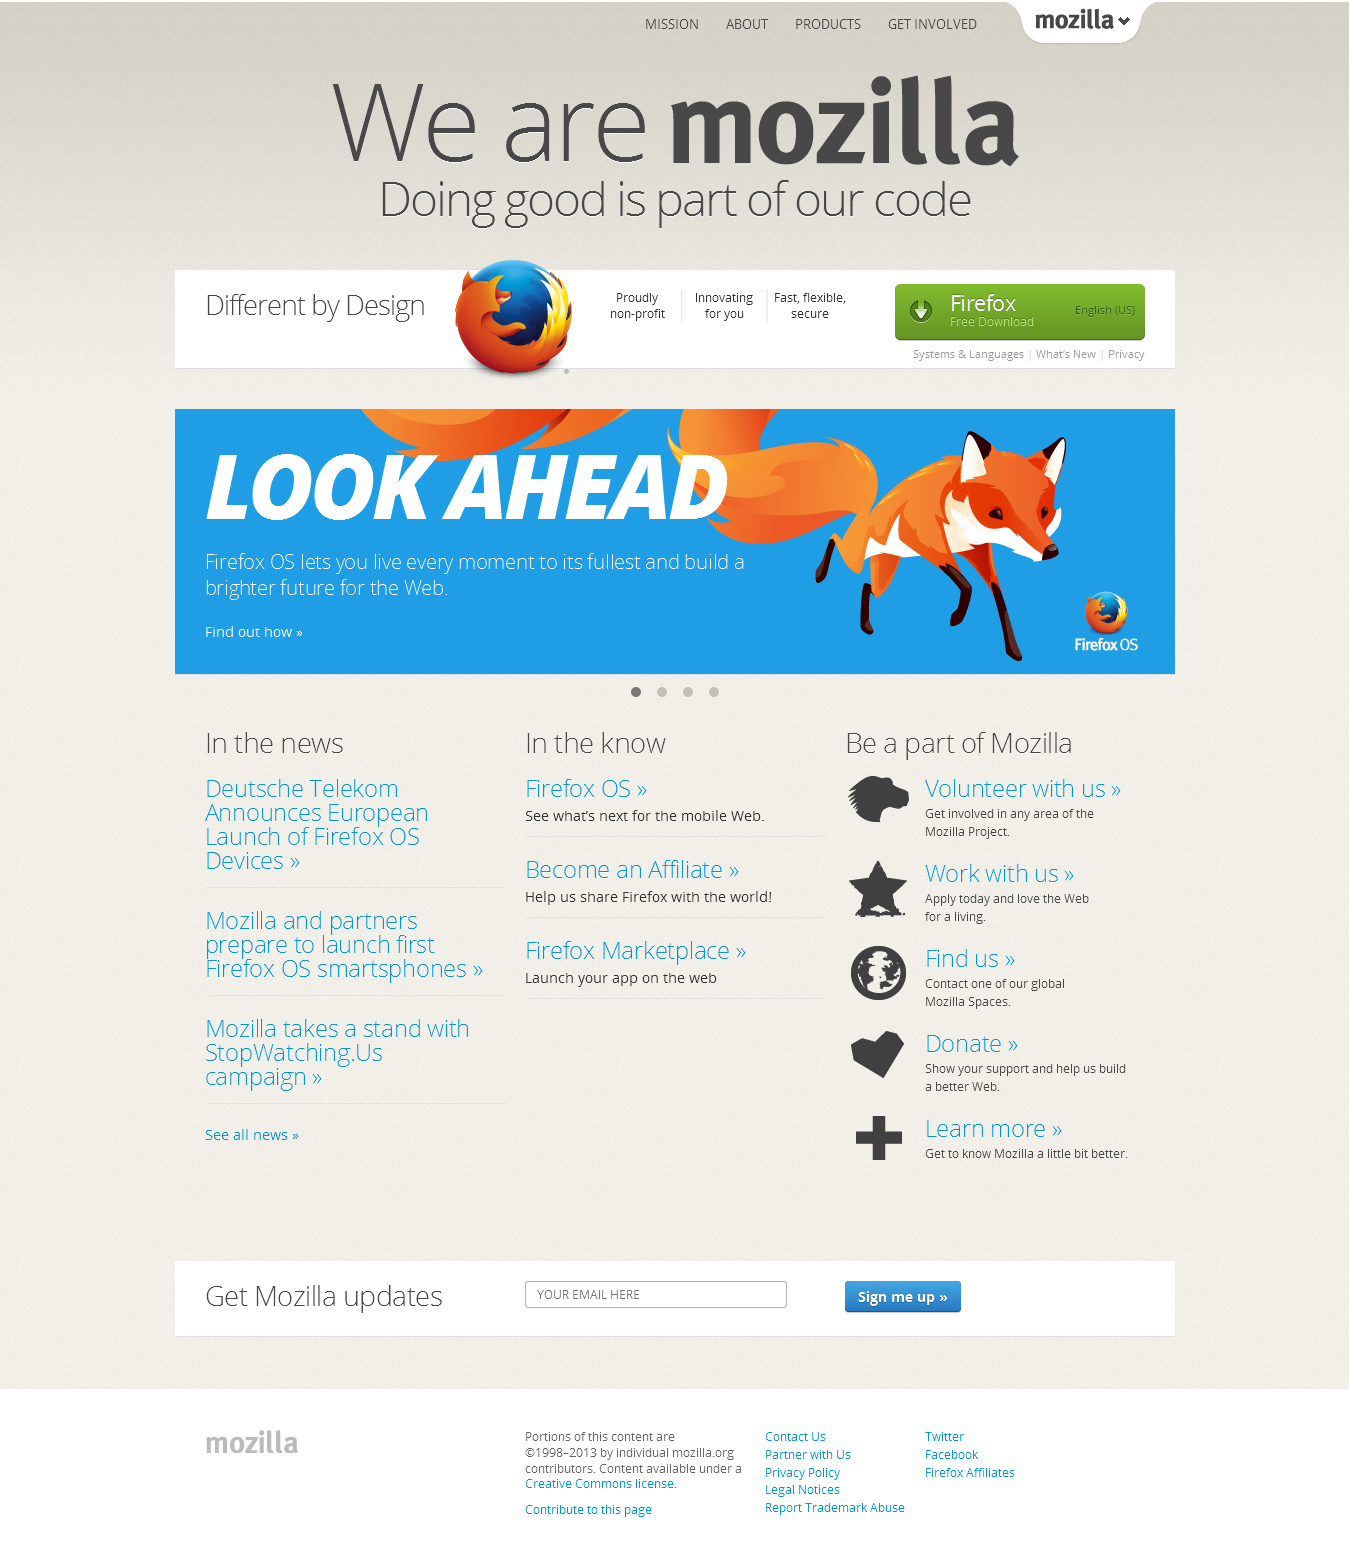 MISSION ABOUT PRODUCTS GET INVOLVED mozilla
We are mozilla
Doing good is part of our code
Different by Design
Proudly
non-profit
Innovating
for you
Fast, flexible,
secure
Firefox
Free Download
English (US)
Systems & Languages | What's New | Privacy
LOOK AHEAD
Firefox OS lets you live every moment to its fullest and build a
brighter future for the Web.
Find out how »
Firefox OS
In the news
Deutsche Telekom
Announces European
Launch of Firefox OS
Devices »
Mozilla and partners
prepare to launch first
Firefox OS smartsphones »
Mozilla takes a stand with
StopWatching.Us
campaign »
See all news »
In the know
Firefox OS »
See what's next for the mobile Web.
Become an Affiliate »
Help us share Firefox with the world!
Firefox Marketplace »
Launch your app on the web
Be a part of Mozilla
Volunteer with us »
Get involved in any area of the
Mozilla Project.
Work with us »
Apply today and love the Web
for a living.
Find us »
Contact one of our global
Mozilla Spaces.
Donate »
Show your support and help us build
a better Web.
Learn more »
Get to know Mozilla a little bit better.
Get Mozilla updates
YOUR EMAIL HERE
Sign me up »
mozilla
Portions of this content are
©1998–2013 by individual mozilla.org
contributors. Content available under a
Creative Commons license.
Contribute to this page
Contact Us
Partner with Us
Privacy Policy
Legal Notices
Report Trademark Abuse
Twitter
Facebook
Firefox Affiliates